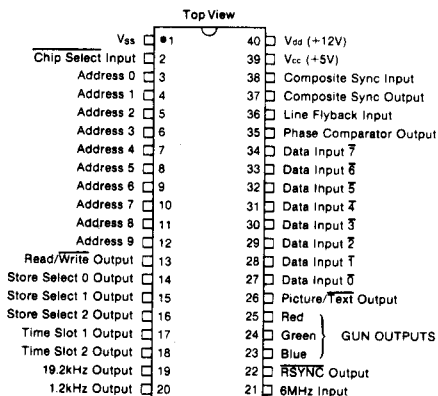 Top View
Vss 1 40 Vdd (+12V)
Chip Select Input 2 39 Vcc (+5V)
Address 0 3 38 Composite Sync Input
Address 1 4 37 Composite Sync Output
Address 2 5 36 Line Flyback Input
Address 3 6 35 Phase Comparator Output
Address 4 7 34 Data Input 7
Address 5 8 33 Data Input 6
Address 6 9 32 Data Input 5
Address 7 10 31 Data Input 4
Address 8 11 30 Data Input 3
Address 9 12 29 Data Input 2
Read/Write Output 13 28 Data Input 1
Store Select 0 Output 14 27 Data Input 0
Store Select 1 Output 15 26 Picture/Text Output
Store Select 2 Output 16 25 Red
Time Slot 1 Output 17 24 Green GUN OUTPUTS
Time Slot 2 Output 18 23 Blue
19.2kHz Output 19 22 RSYNC Output
1.2kHz Output 20 21 6MHz Input